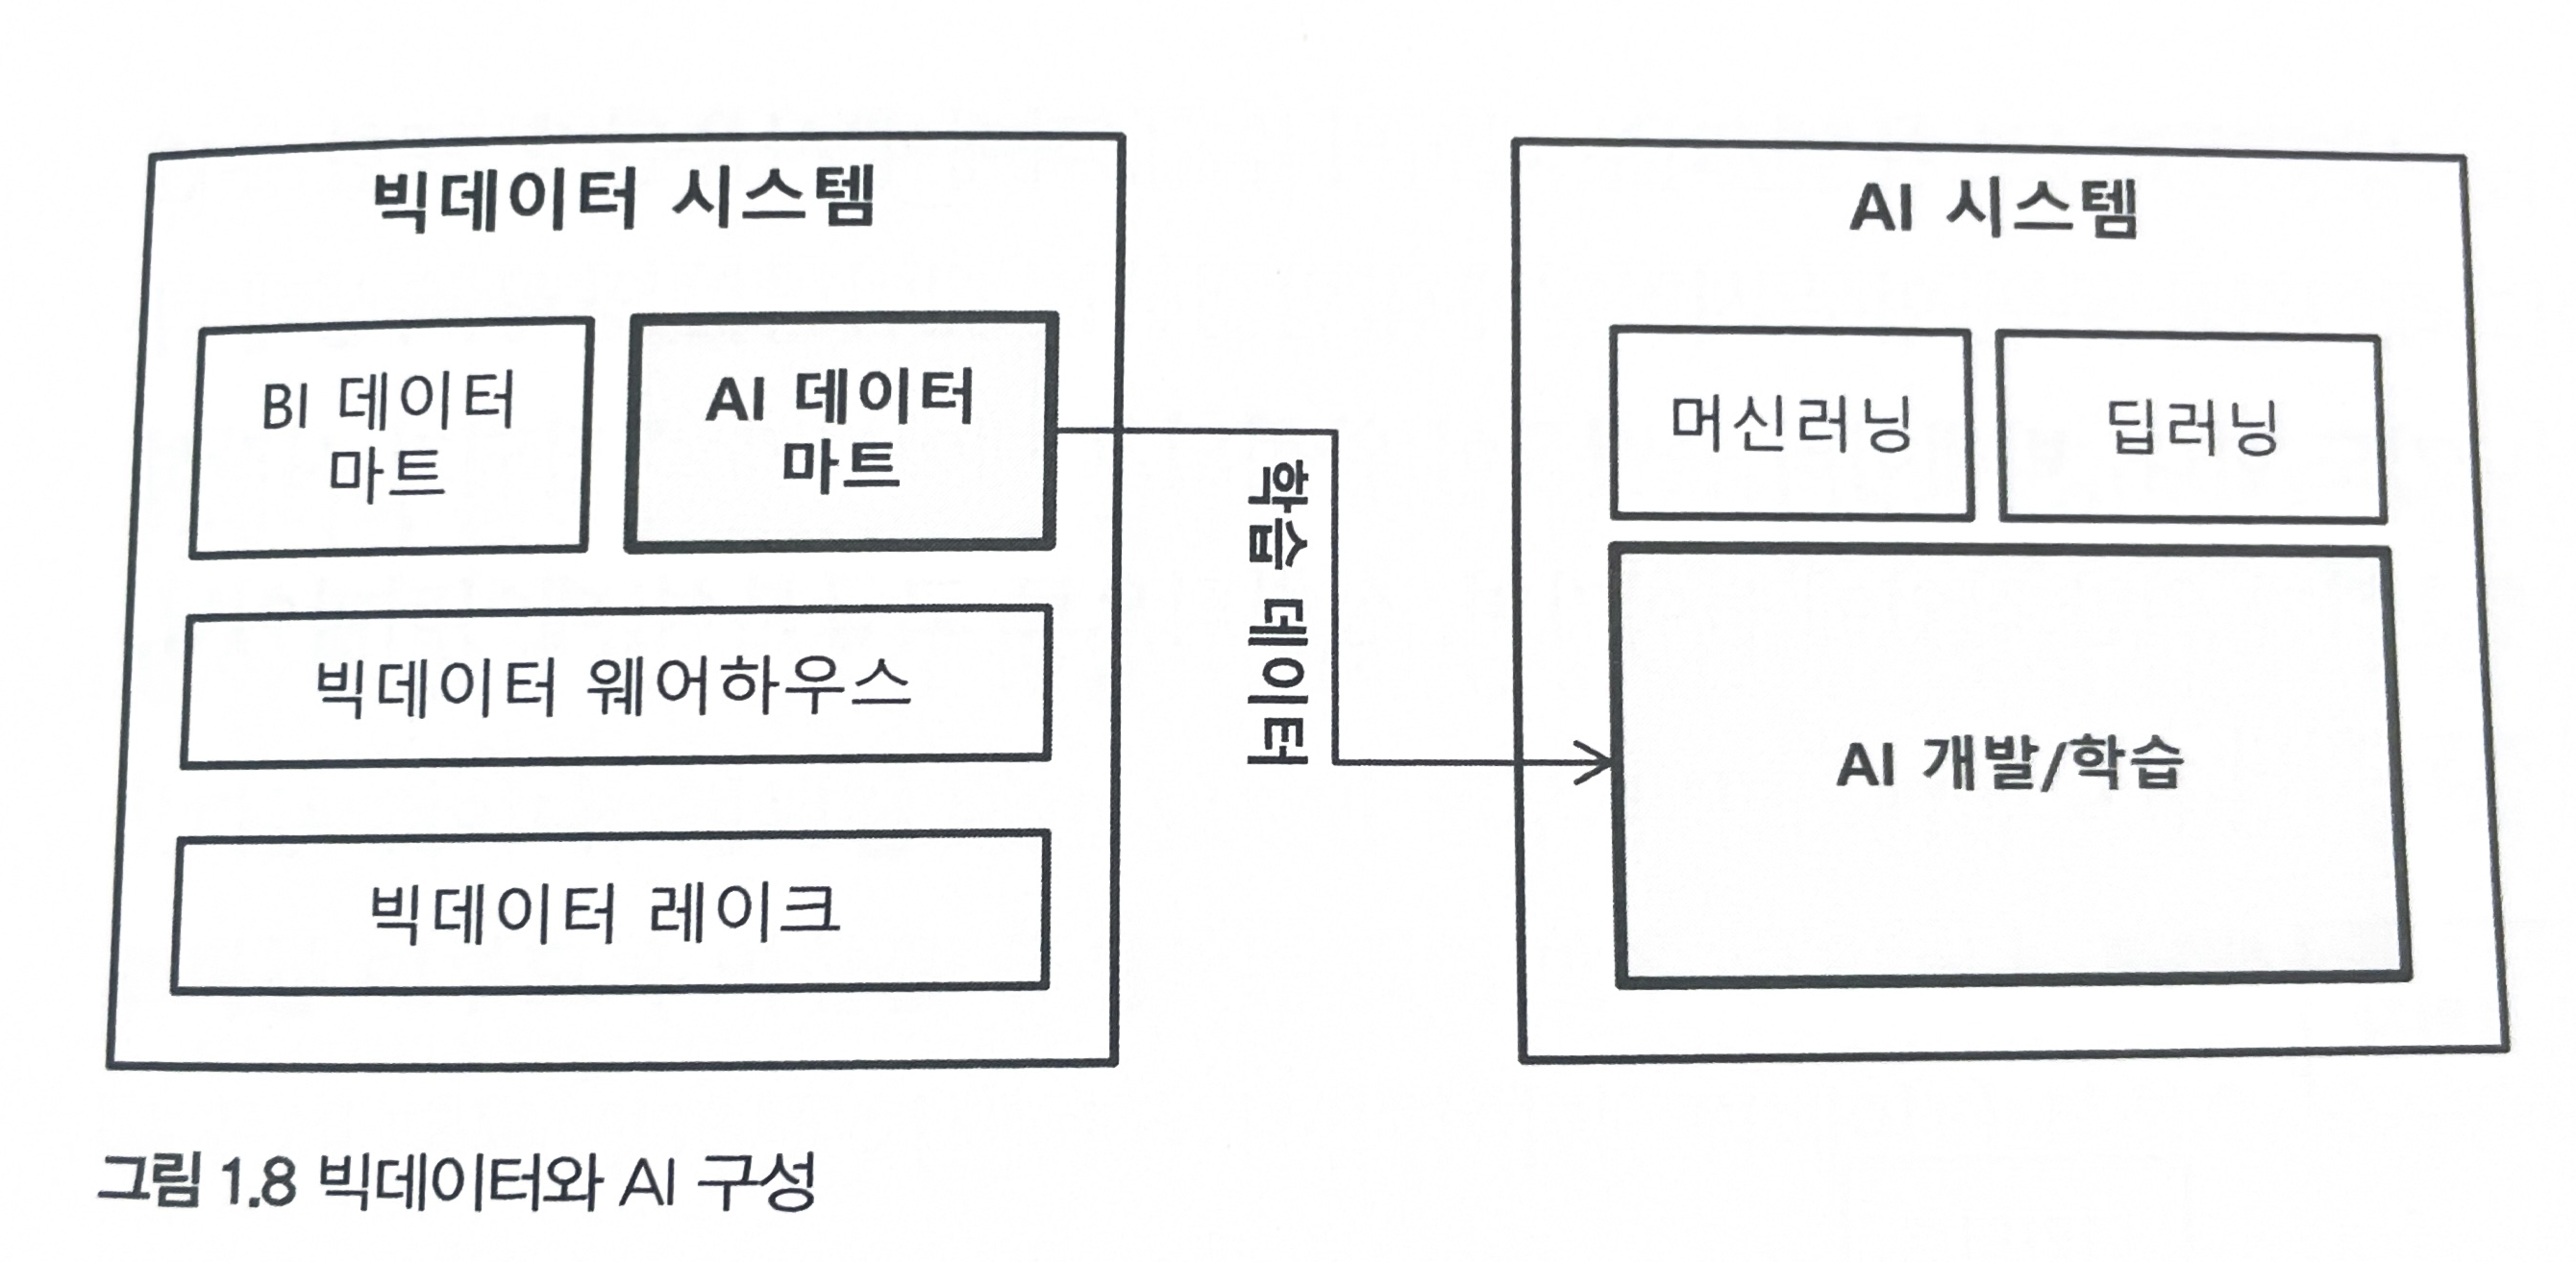 빅데이터 시스템
BI 데이터
마트
AI 데이터
마트
빅데이터 웨어하우스
빅데이터 레이크
학습 데이터
AI 시스템
머신러닝
딥러닝
AI 개발/학습
그림 1.8 빅데이터와 AI 구성